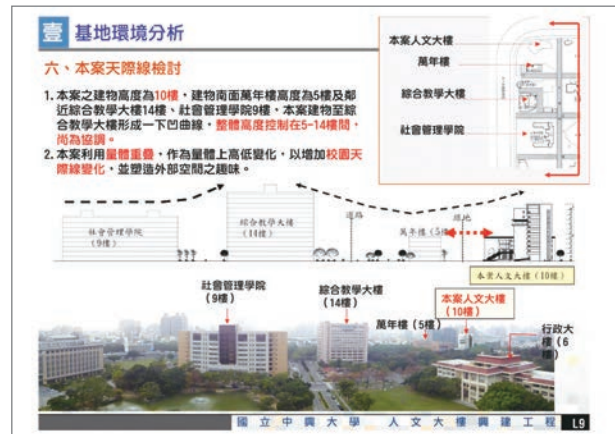 壹 基地環境分析
六、本案天際線檢討
1. 本案之建物高度為10樓，建物南面萬年樓高度為5樓及鄰
近綜合教學大樓14樓、社會管理學院9樓，本案建物至綜
合教學大樓形成一下凹曲線，整體高度控制在5-14樓間，
尚為協調。
2. 本案利用量體重疊，作為量體上高低變化，以增加校園天
際線變化，並塑造外部空間之趣味。
本案人文大樓
萬年樓
綜合教學大樓
社會管理學院
社會管理學院
(9樓)
綜合教學大樓
(14樓)
道路
萬年樓 (5樓)
綠地
本案人文大樓 (10樓)
社會管理學院
(9樓)
綜合教學大樓
(14樓)
萬年樓 (5樓)
本案人文大樓
(10樓)
行政大
樓 (6
樓)
國立中興大學 人文大樓興建工程 L9